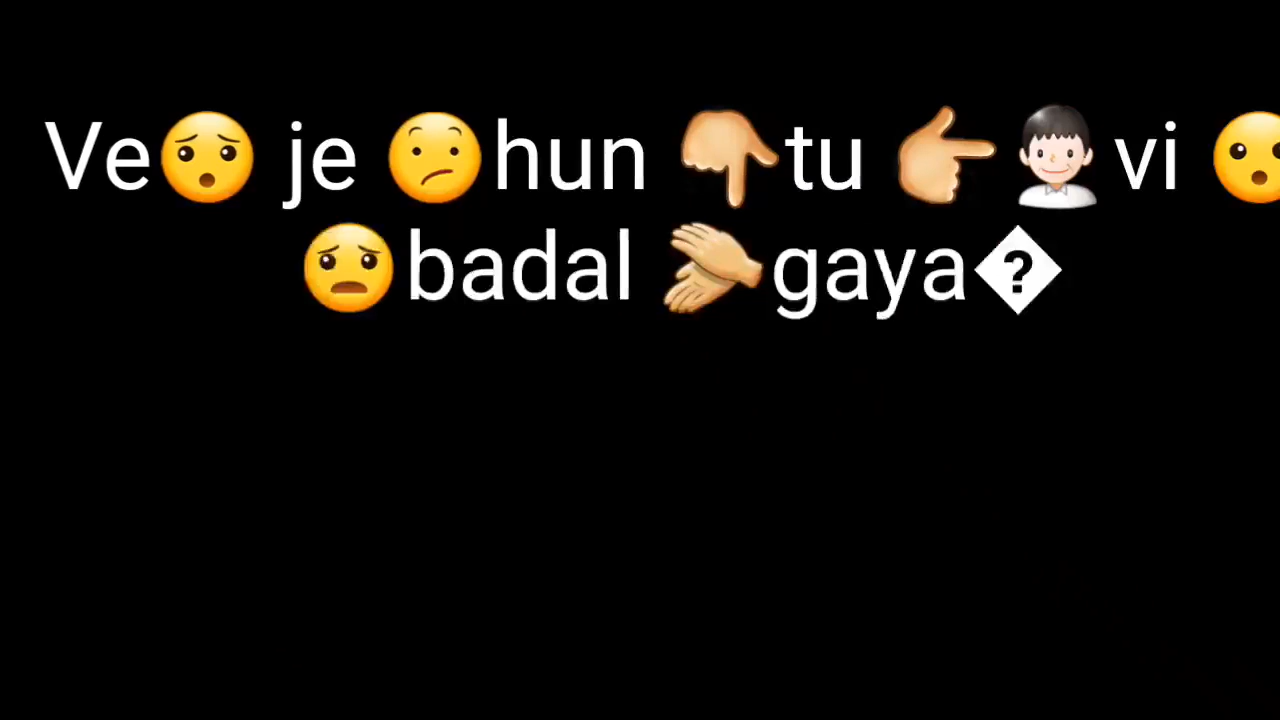 Ve😯 je 😕hun 👇tu 👉👦vi 😮
😦badal 👏gaya�